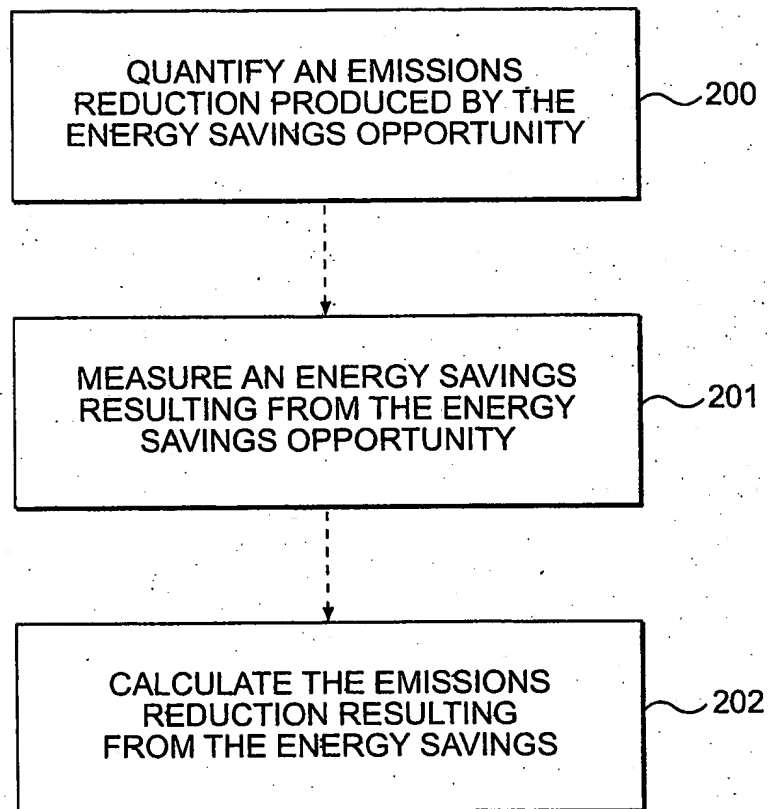 QUANTIFY AN EMISSIONS
REDUCTION PRODUCED BY THE
ENERGY SAVINGS OPPORTUNITY
200
MEASURE AN ENERGY SAVINGS
RESULTING FROM THE ENERGY
SAVINGS OPPORTUNITY
201
CALCULATE THE EMISSIONS
REDUCTION RESULTING
FROM THE ENERGY SAVINGS
202